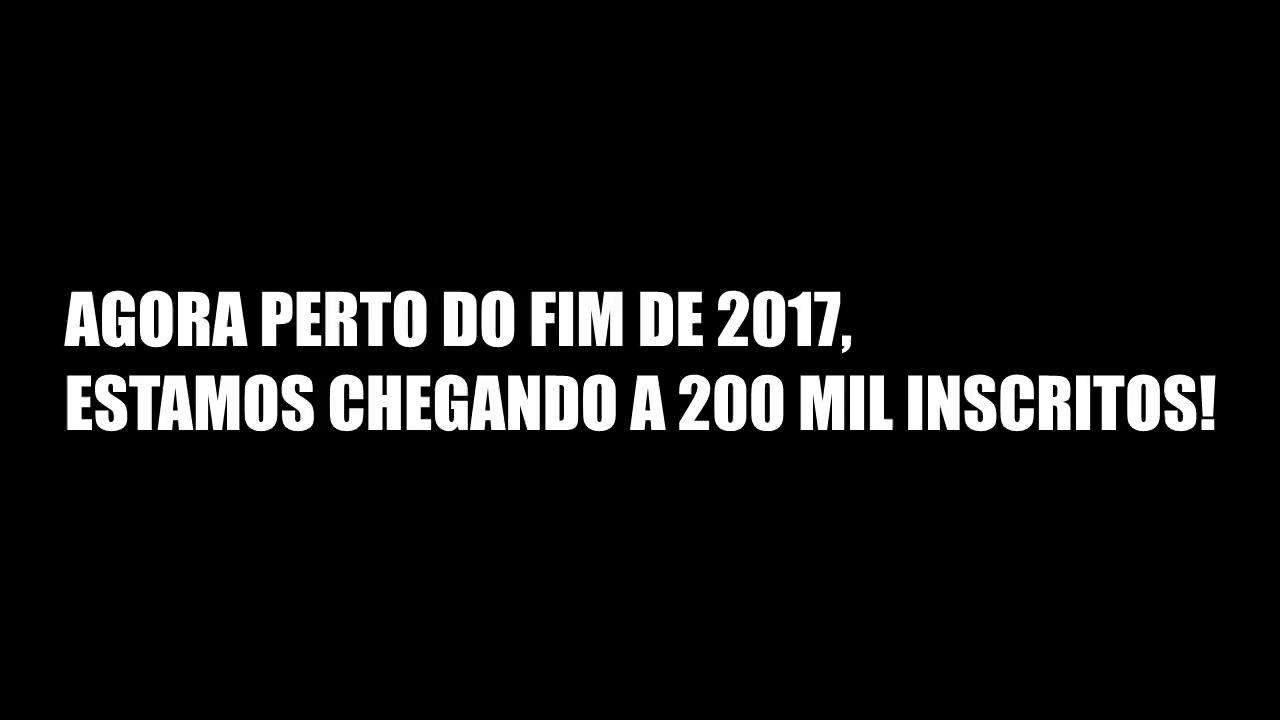 AGORA PERTO DO FIM DE 2017,
ESTAMOS CHEGANDO A 200 MIL INSCRITOS!